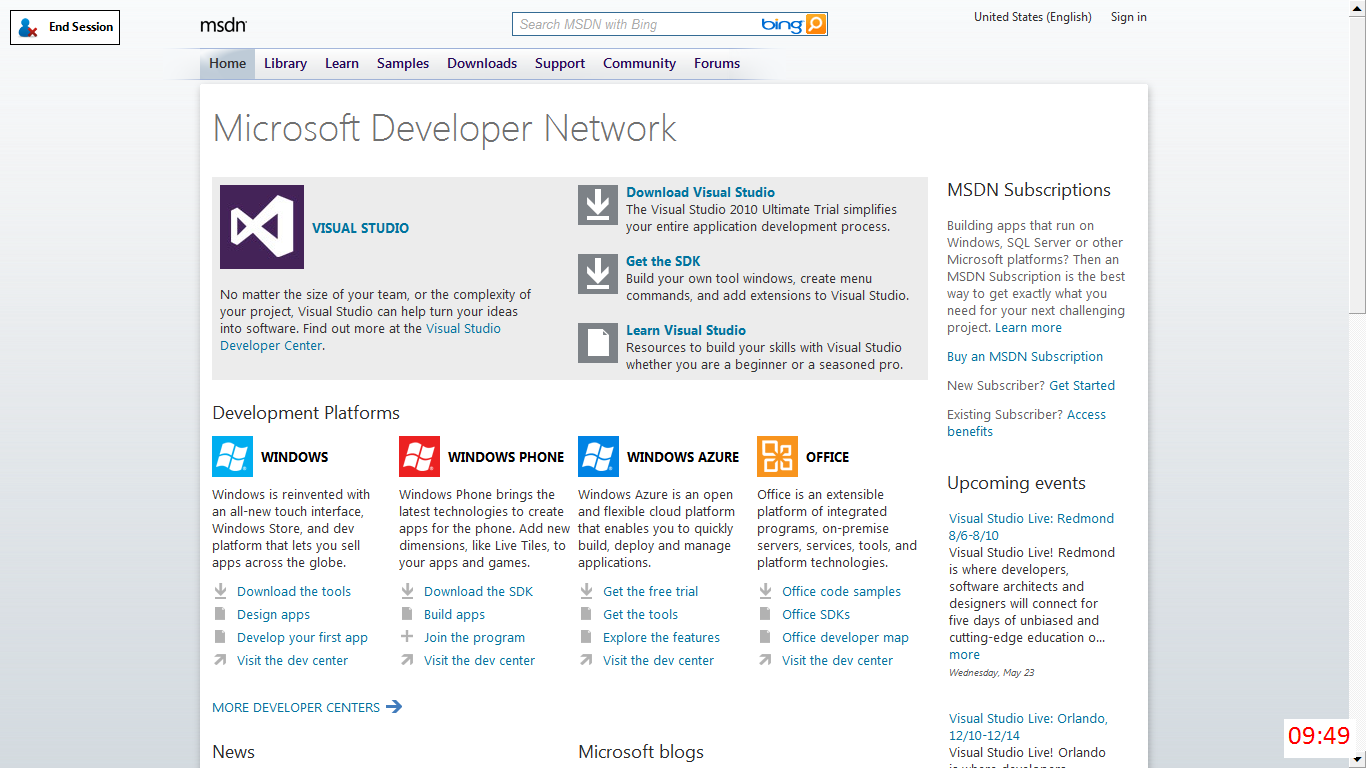 End Session
msdn
Search MSDN with Bing
bing
United States (English) Sign in
Home Library Learn Samples Downloads Support Community Forums
Microsoft Developer Network
VISUAL STUDIO
No matter the size of your team, or the complexity of
your project, Visual Studio can help turn your ideas
into software. Find out more at the Visual Studio
Developer Center.
Download Visual Studio
The Visual Studio 2010 Ultimate Trial simplifies
your entire application development process.
Get the SDK
Build your own tool windows, create menu
commands, and add extensions to Visual Studio.
Learn Visual Studio
Resources to build your skills with Visual Studio
whether you are a beginner or a seasoned pro.
MSDN Subscriptions
Building apps that run on
Windows, SQL Server or other
Microsoft platforms? Then an
MSDN Subscription is the best
way to get exactly what you
need for your next challenging
project. Learn more
Buy an MSDN Subscription
New Subscriber? Get Started
Existing Subscriber? Access
benefits
Development Platforms
WINDOWS
Windows is reinvented with
an all-new touch interface,
Windows Store, and dev
platform that lets you sell
apps across the globe.
Download the tools
Design apps
Develop your first app
Visit the dev center
WINDOWS PHONE
Windows Phone brings the
latest technologies to create
apps for the phone. Add new
dimensions, like Live Tiles, to
your apps and games.
Download the SDK
Build apps
Join the program
Visit the dev center
WINDOWS AZURE
Windows Azure is an open
and flexible cloud platform
that enables you to quickly
build, deploy and manage
applications.
Get the free trial
Get the tools
Explore the features
Visit the dev center
OFFICE
Office is an extensible
platform of integrated
programs, on-premise
servers, services, tools, and
platform technologies.
Office code samples
Office SDKs
Office developer map
Visit the dev center
MORE DEVELOPER CENTERS
Upcoming events
Visual Studio Live: Redmond
8/6-8/10
Visual Studio Live! Redmond
is where developers,
software architects and
designers will connect for
five days of unbiased and
cutting-edge education o...
more
Wednesday, May 23
Visual Studio Live: Orlando,
12/10-12/14
Visual Studio Live! Orlando
is where developers
News
Microsoft blogs
09:49